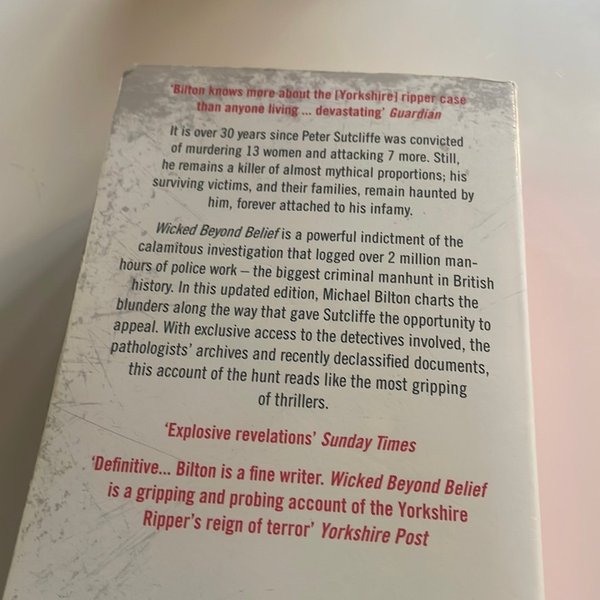 'Bilton knows more about the [Yorkshire] ripper case
than anyone living ... devastating' Guardian
It is over 30 years since Peter Sutcliffe was convicted
of murdering 13 women and attacking 7 more. Still,
he remains a killer of almost mythical proportions; his
surviving victims, and their families, remain haunted by
him, forever attached to his infamy.
Wicked Beyond Belief is a powerful indictment of the
calamitous investigation that logged over 2 million man-
hours of police work – the biggest criminal manhunt in British
history. In this updated edition, Michael Bilton charts the
blunders along the way that gave Sutcliffe the opportunity to
appeal. With exclusive access to the detectives involved, the
pathologists' archives and recently declassified documents,
this account of the hunt reads like the most gripping
of thrillers.
'Explosive revelations' Sunday Times
'Definitive... Bilton is a fine writer. Wicked Beyond Belief
is a gripping and probing account of the Yorkshire
Ripper's reign of terror' Yorkshire Post